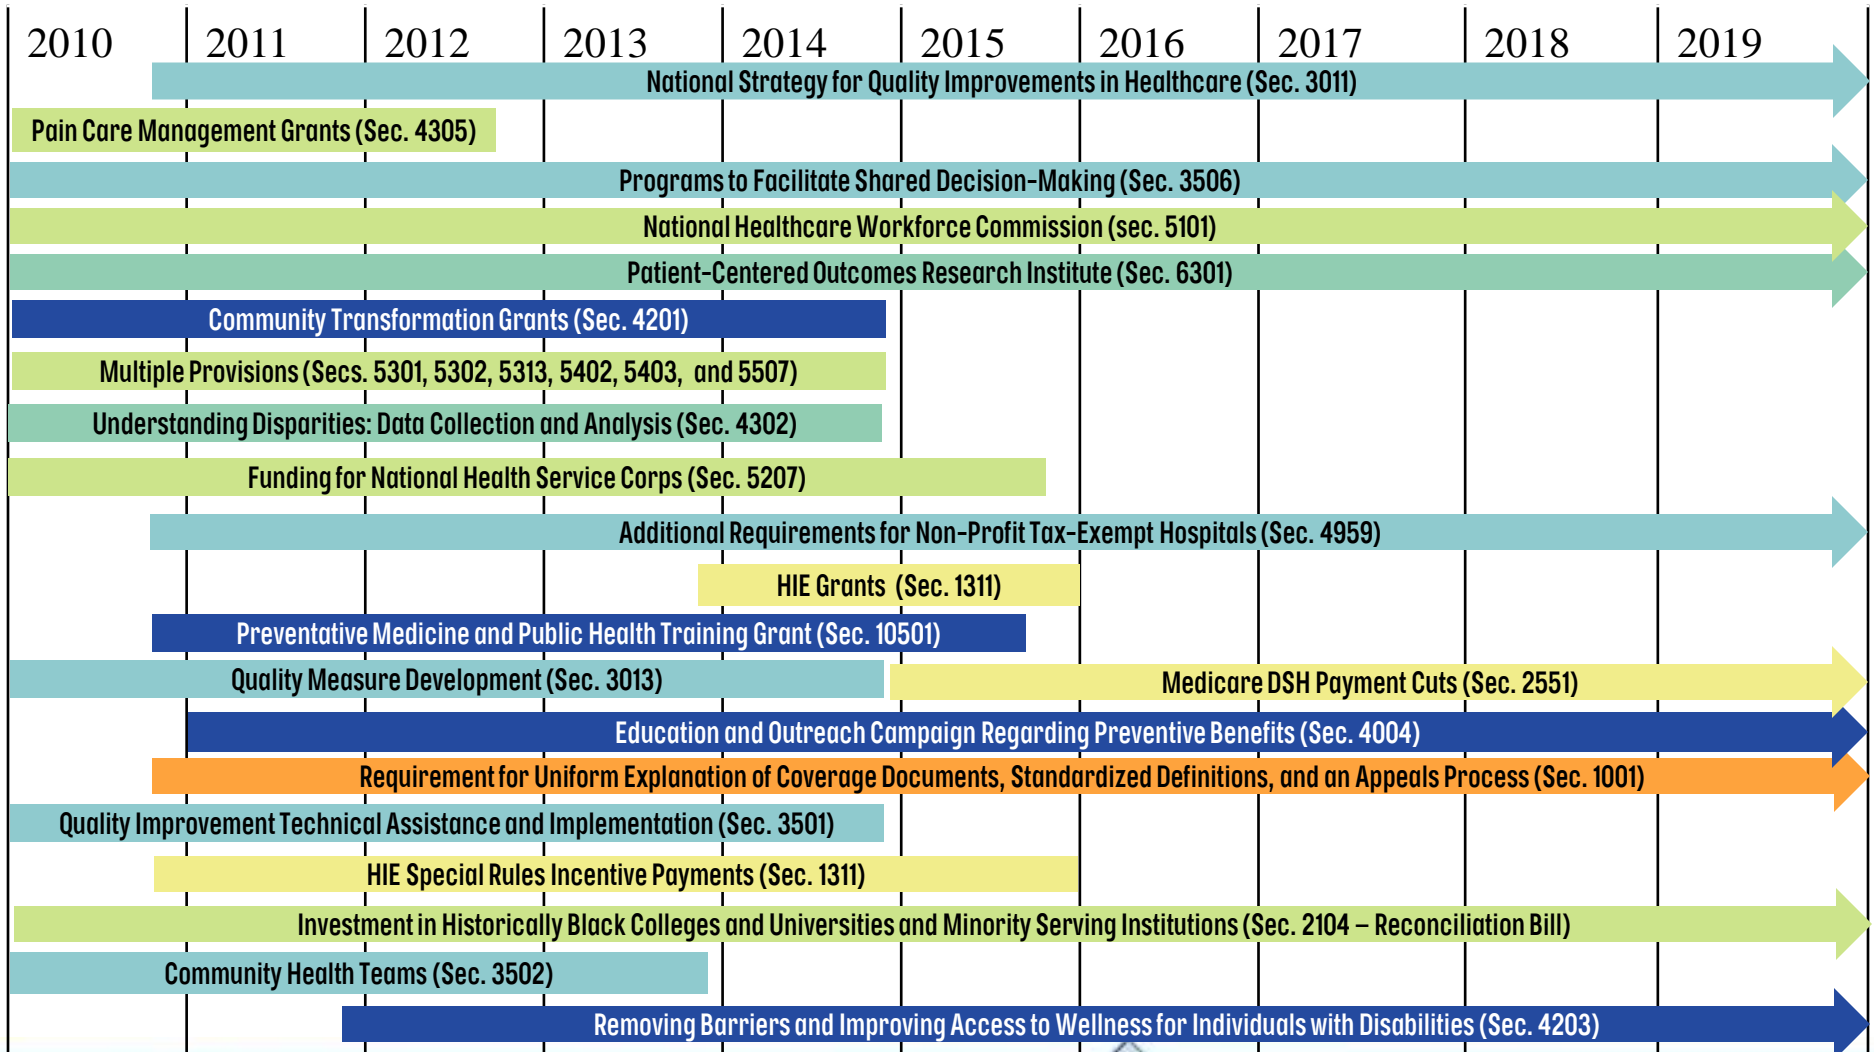 2010 2011 2012 2013 2014 2015 2016 2017 2018 2019
National Strategy for Quality Improvements in Healthcare (Sec. 3011)
Pain Care Management Grants (Sec. 4305)
Programs to Facilitate Shared Decision-Making (Sec. 3506)
National Healthcare Workforce Commission (sec. 5101)
Patient-Centered Outcomes Research Institute (Sec. 6301)
Community Transformation Grants (Sec. 4201)
Multiple Provisions (Secs. 5301, 5302, 5313, 5402, 5403, and 5507)
Understanding Disparities: Data Collection and Analysis (Sec. 4302)
Funding for National Health Service Corps (Sec. 5207)
Additional Requirements for Non-Profit Tax-Exempt Hospitals (Sec. 4959)
HIE Grants (Sec. 1311)
Preventative Medicine and Public Health Training Grant (Sec. 10501)
Quality Measure Development (Sec. 3013)
Medicare DSH Payment Cuts (Sec. 2551)
Education and Outreach Campaign Regarding Preventive Benefits (Sec. 4004)
Requirement for Uniform Explanation of Coverage Documents, Standardized Definitions, and an Appeals Process (Sec. 1001)
Quality Improvement Technical Assistance and Implementation (Sec. 3501)
HIE Special Rules Incentive Payments (Sec. 1311)
Investment in Historically Black Colleges and Universities and Minority Serving Institutions (Sec. 2104 – Reconciliation Bill)
Community Health Teams (Sec. 3502)
Removing Barriers and Improving Access to Wellness for Individuals with Disabilities (Sec. 4203)